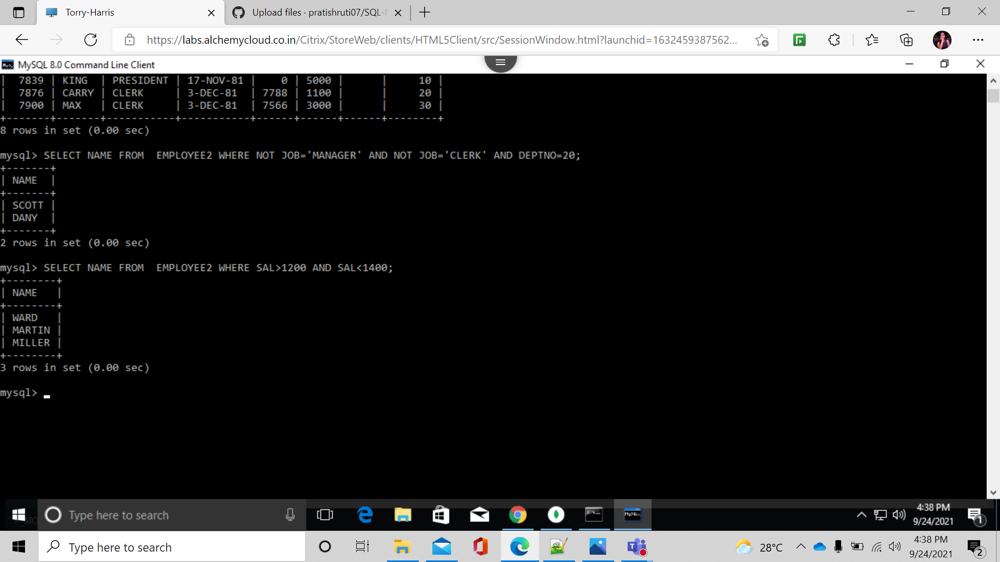 Torry-Harris
Upload files · pratishruti07/SQL-
https://labs.alchemycloud.co.in/Citrix/StoreWeb/clients/HTML5Client/src/SessionWindow.html?launchid=1632459387562...
MySQL 8.0 Command Line Client
|  7839 | KING   | PRESIDENT | 17-NOV-81 |    0 | 5000 |      |     10 |
|  7876 | CARRY  | CLERK     | 3-DEC-81  | 7788 | 1100 |      |     20 |
|  7900 | MAX    | CLERK     | 3-DEC-81  | 7566 | 3000 |      |     30 |
+-------+--------+-----------+-----------+------+------+------+--------+
8 rows in set (0.00 sec)
mysql> SELECT NAME FROM  EMPLOYEE2 WHERE NOT JOB='MANAGER' AND NOT JOB='CLERK' AND DEPTNO=20;
+-------+
| NAME  |
+-------+
| SCOTT |
| DANY  |
+-------+
2 rows in set (0.00 sec)
mysql> SELECT NAME FROM  EMPLOYEE2 WHERE SAL>1200 AND SAL<1400;
+--------+
| NAME   |
+--------+
| WARD   |
| MARTIN |
| MILLER |
+--------+
3 rows in set (0.00 sec)
mysql>
Type here to search
4:38 PM
9/24/2021
1
Type here to search
28°C
4:38 PM
9/24/2021
2